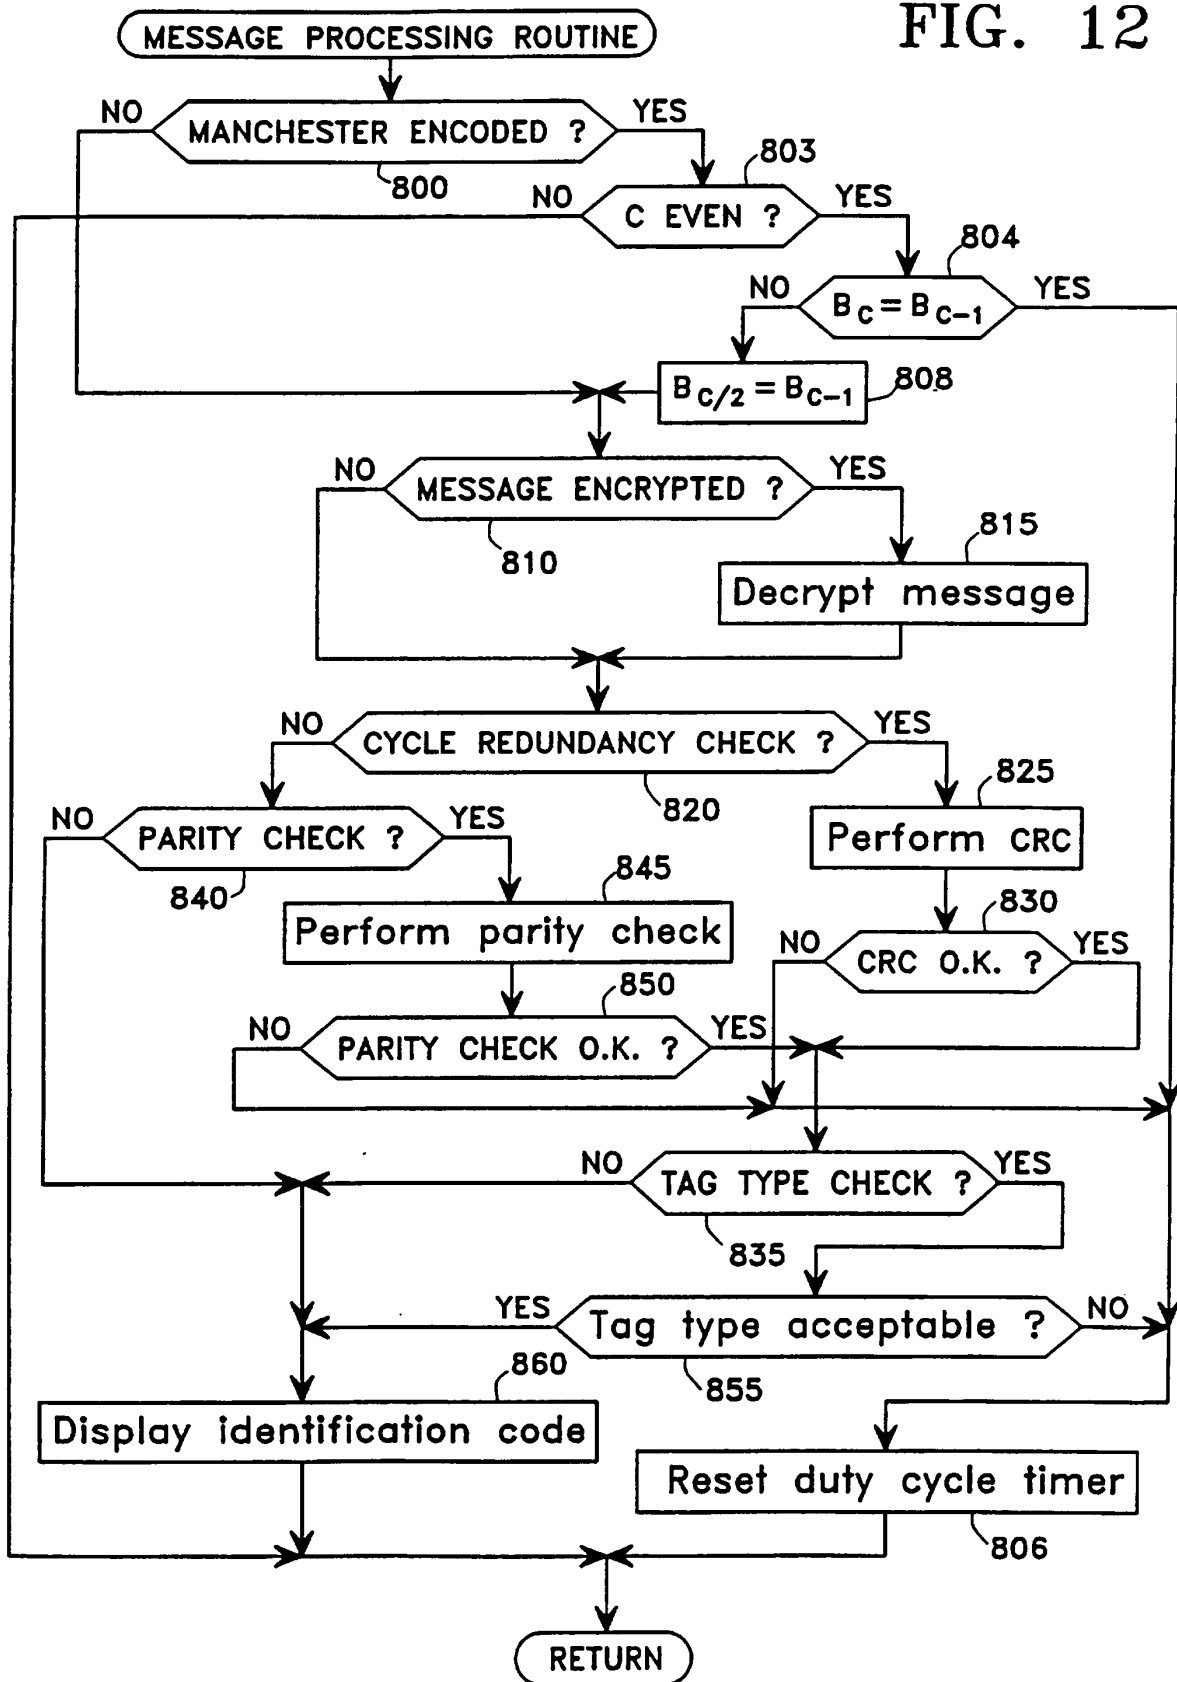 FIG. 12
MESSAGE PROCESSING ROUTINE
NO
MANCHESTER ENCODED ?
YES
800
803
NO
C EVEN ?
YES
804
NO
B_C = B_C-1
YES
B_C/2 = B_C-1
808
NO
MESSAGE ENCRYPTED ?
YES
810
815
Decrypt message
NO
CYCLE REDUNDANCY CHECK ?
YES
820
825
NO
PARITY CHECK ?
YES
Perform CRC
840
845
830
Perform parity check
NO
CRC O.K. ?
YES
850
NO
PARITY CHECK O.K. ?
YES
NO
TAG TYPE CHECK ?
YES
835
YES
Tag type acceptable ?
NO
855
860
Display identification code
Reset duty cycle timer
806
RETURN